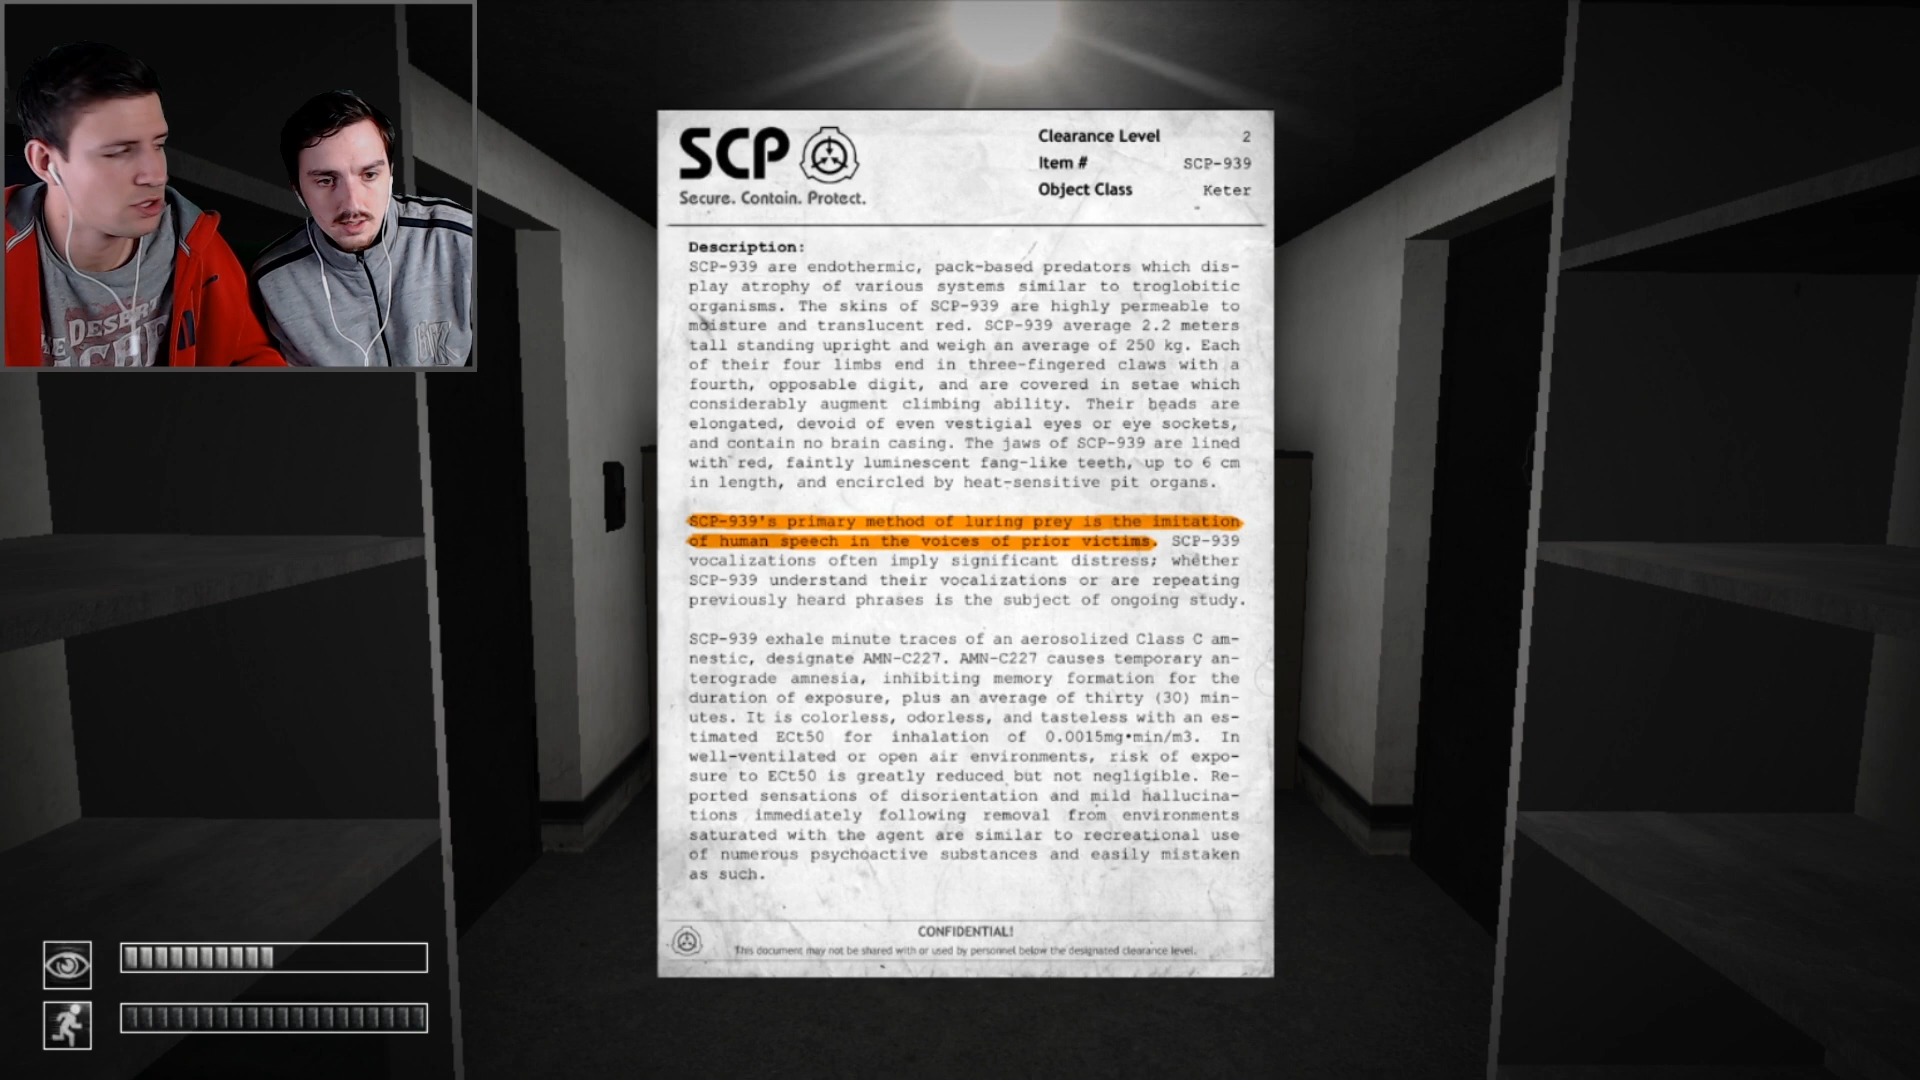 SCP
Secure. Contain. Protect.
Clearance Level 2
Item # SCP-939
Object Class Keter
Description:
SCP-939 are endothermic, pack-based predators which dis-
play atrophy of various systems similar to troglobitic
organisms. The skins of SCP-939 are highly permeable to
moisture and translucent red. SCP-939 average 2.2 meters
tall standing upright and weigh an average of 250 kg. Each
of their four limbs end in three-fingered claws with a
fourth, opposable digit, and are covered in setae which
considerably augment climbing ability. Their heads are
elongated, devoid of even vestigial eyes or eye sockets,
and contain no brain casing. The jaws of SCP-939 are lined
with red, faintly luminescent fang-like teeth, up to 6 cm
in length, and encircled by heat-sensitive pit organs.
SCP-939's primary method of luring prey is the imitation
of human speech in the voices of prior victims. SCP-939
vocalizations often imply significant distress; whether
SCP-939 understand their vocalizations or are repeating
previously heard phrases is the subject of ongoing study.
SCP-939 exhale minute traces of an aerosolized Class C am-
nestic, designate AMN-C227. AMN-C227 causes temporary an-
terograde amnesia, inhibiting memory formation for the
duration of exposure, plus an average of thirty (30) min-
utes. It is colorless, odorless, and tasteless with an es-
timated ECt50 for inhalation of 0.0015mg•min/m3. In
well-ventilated or open air environments, risk of expo-
sure to ECt50 is greatly reduced but not negligible. Re-
ported sensations of disorientation and mild hallucina-
tions immediately following removal from environments
saturated with the agent are similar to recreational use
of numerous psychoactive substances and easily mistaken
as such.
CONFIDENTIAL!
This document may not be shared with or used by personnel below the designated clearance level.
DESERT